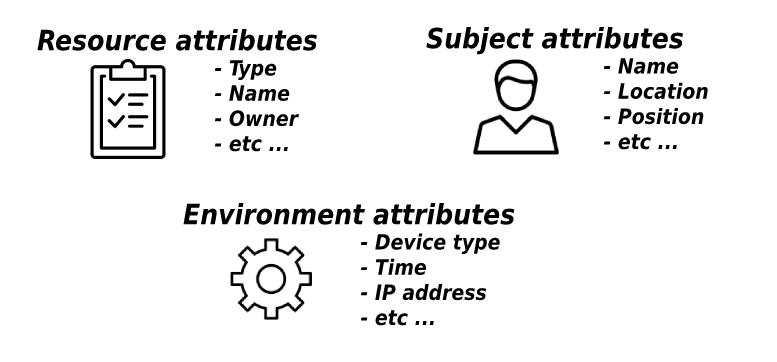 Resource attributes
- Type
- Name
- Owner
- etc ...
Subject attributes
- Name
- Location
- Position
- etc ...
Environment attributes
- Device type
- Time
- IP address
- etc ...